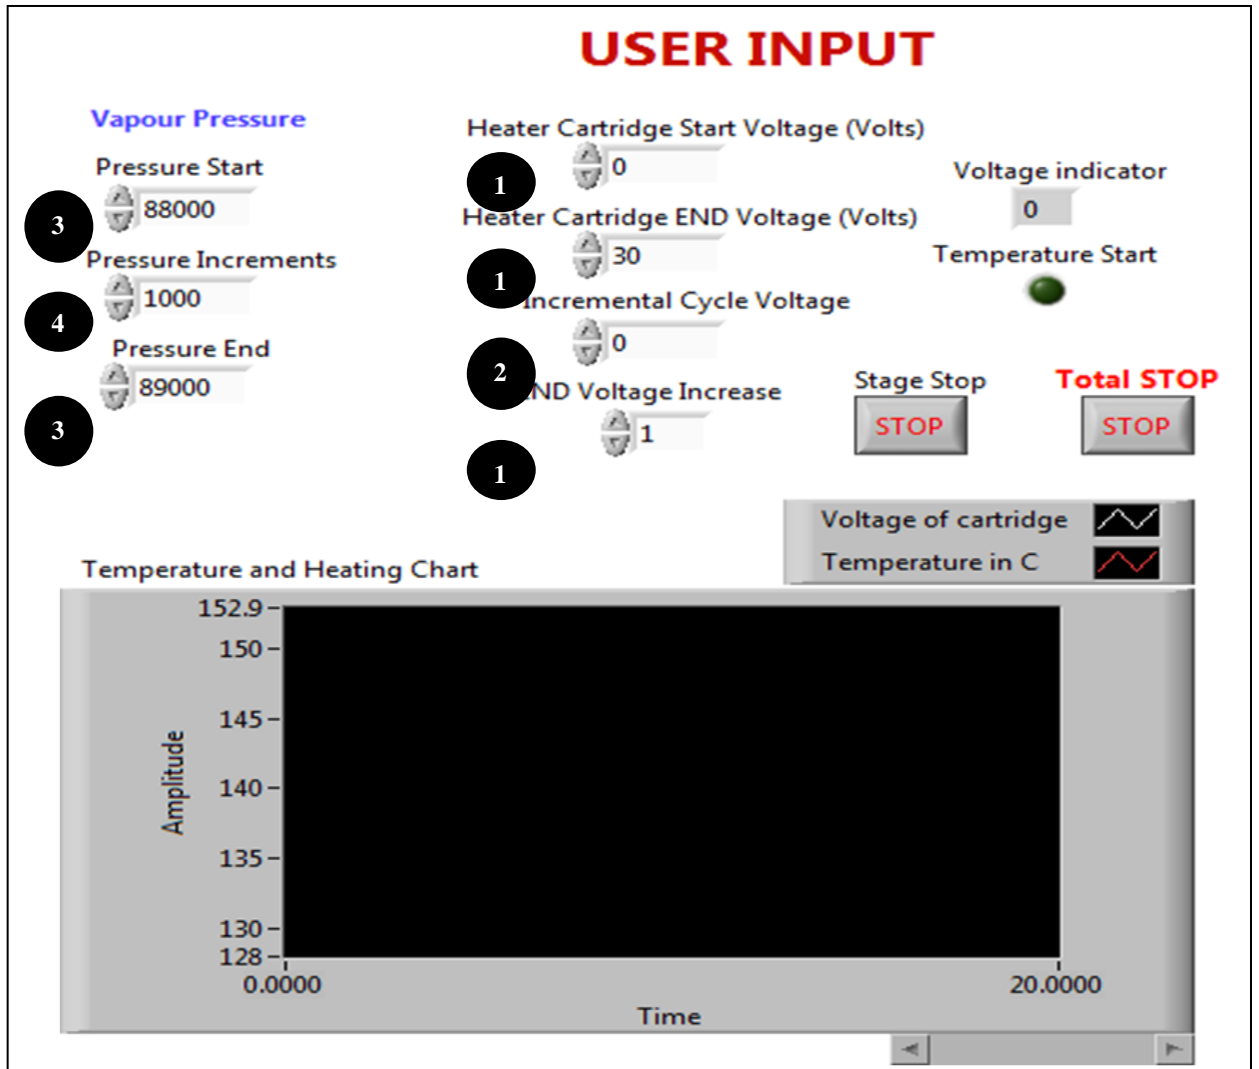 USER INPUT
Vapour Pressure
Pressure Start
3
88000
Pressure Increments
4
1000
Pressure End
3
89000
Heater Cartridge Start Voltage (Volts)
1
0
Heater Cartridge END Voltage (Volts)
1
30
Incremental Cycle Voltage
2
0
END Voltage Increase
1
1
Voltage indicator
0
Temperature Start
Stage Stop
STOP
Total STOP
STOP
Voltage of cartridge
Temperature in C
Temperature and Heating Chart
152.9
150
145
140
135
130
128
Amplitude
0.0000
20.0000
Time